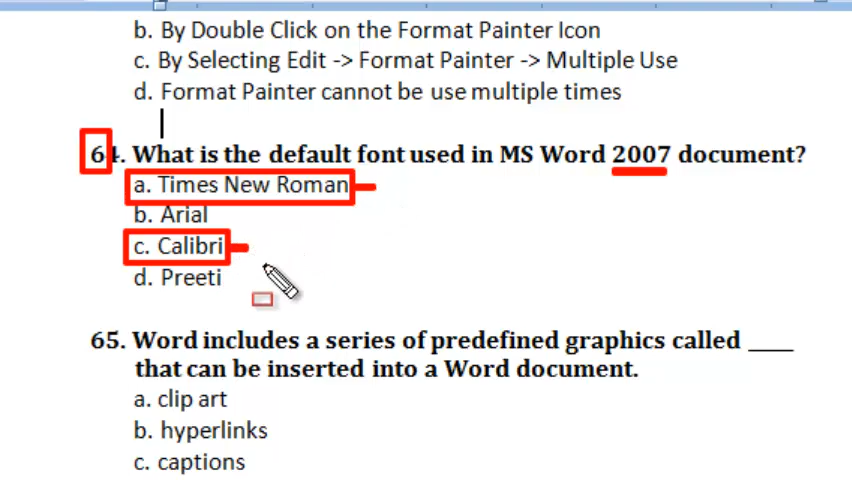 b. By Double Click on the Format Painter Icon
c. By Selecting Edit -> Format Painter -> Multiple Use
d. Format Painter cannot be use multiple times
64. What is the default font used in MS Word 2007 document?
a. Times New Roman
b. Arial
c. Calibri
d. Preeti
65. Word includes a series of predefined graphics called ____
that can be inserted into a Word document.
a. clip art
b. hyperlinks
c. captions